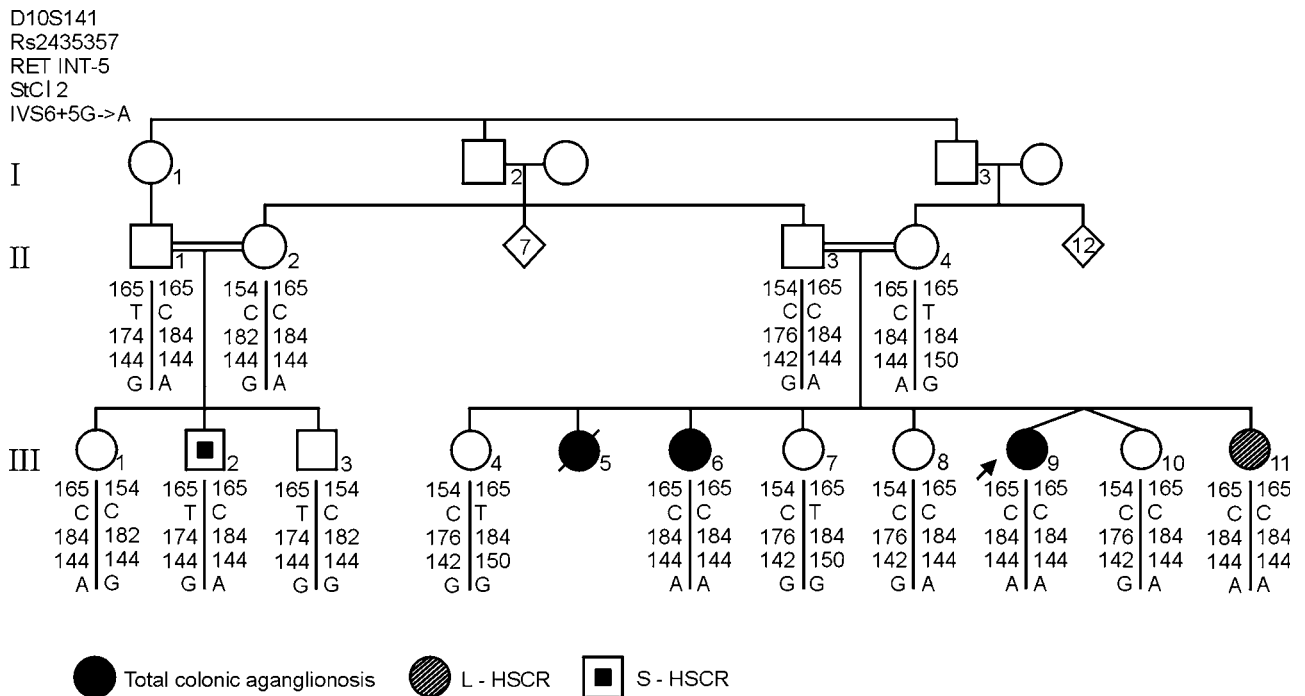 D10S141
Rs2435357
RET INT-5
StCl 2
IVS6+5G->A
I
1
2
3
II
1
2
7
3
4
12
165 165 154 165 154 165 165 165
T C C C C C C T
174 184 182 184 176 184 184 184
144 144 144 144 142 144 144 150
G A G A G A A G
III
1
2
3
4
5
6
7
8
9
10
11
165 154 165 165 165 154 154 165 165 165 154 165 154 165 165 165 154 165 165 165
C C T C T C C T C C C T C C C C C C C C
184 182 174 184 174 182 176 184 184 184 176 184 176 184 184 184 176 184 184 184
144 144 144 144 144 144 142 150 144 144 142 150 142 144 144 144 142 144 144 144
A G G A G G G G A A G G G A A A G A A A
Total colonic aganglionosis L - HSCR S - HSCR